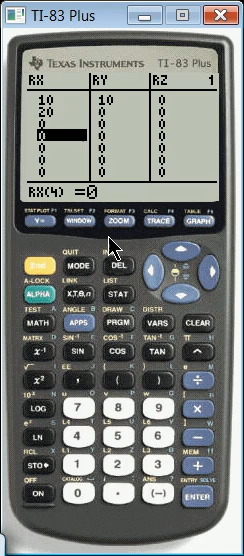 TI-83 Plus
TEXAS INSTRUMENTS TI-83 Plus
RX RY RZ 1
10 10 0
20 0 0
0 0 0
0 0
0 0 0
0 0 0
0 0 0
RX(4) =0
STAT PLOT F1 TBLSET F2 FORMAT F3 CALC F4 TABLE F5
Y= WINDOW ZOOM TRACE GRAPH
QUIT
2nd MODE DEL
A-LOCK LINK LIST
ALPHA X,T,θ,n STAT
TEST A ANGLE B DRAW C DISTR
MATH APPS PRGM VARS CLEAR
MATRX D SIN⁻¹ E COS⁻¹ F TAN⁻¹ G π H
x⁻¹ SIN COS TAN ^
√ I EE J
x² , ( ) ÷
10ˣ N
LOG 7 8 9 ×
eˣ S L4 T L5 U L6 V
LN 4 5 6 −
RCL X L1 Y L2 Z L3 θ MEM "
STO▸ 1 2 3 +
OFF CATALOG i ANS ? ENTRY SOLVE
ON 0 . (−) ENTER